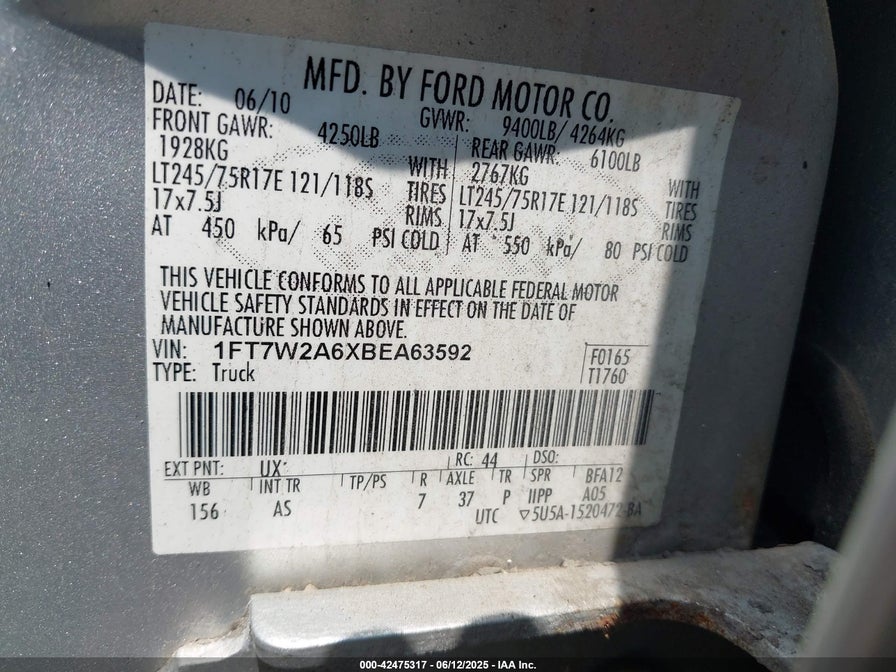 MFD. BY FORD MOTOR CO.
DATE: 06/10 GVWR: 9400LB/ 4264KG
FRONT GAWR: 4250LB REAR GAWR: 6100LB
1928KG WITH 2767KG WITH
LT245/75R17E 121/118S TIRES LT245/75R17E 121/118S TIRES
17x7.5J RIMS 17x7.5J RIMS
AT 450 kPa/ 65 PSI COLD AT 550 kPa/ 80 PSI COLD
THIS VEHICLE CONFORMS TO ALL APPLICABLE FEDERAL MOTOR
VEHICLE SAFETY STANDARDS IN EFFECT ON THE DATE OF
MANUFACTURE SHOWN ABOVE.
VIN: 1FT7W2A6XBEA63592 F0165
TYPE: Truck T1760
EXT PNT: UX RC: 44 DSO:
WB INT TR TP/PS R AXLE TR SPR BFA12
156 AS 7 37 P IIPP A05
UTC ▽5U5A-1520472-BA
000-42475317 - 06/12/2025 - IAA Inc.